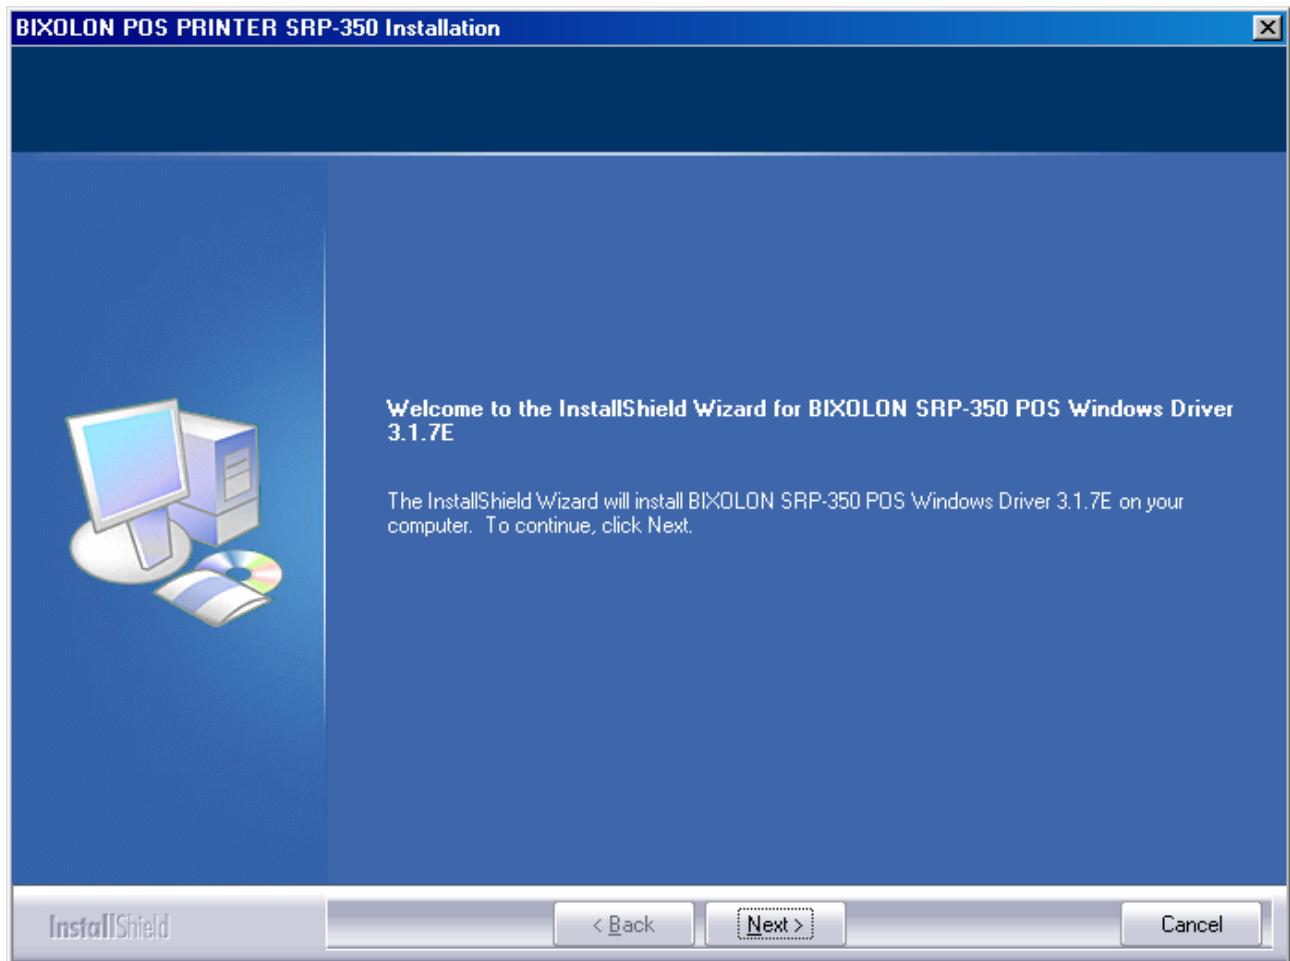 BIXOLON POS PRINTER SRP-350 Installation
Welcome to the InstallShield Wizard for BIXOLON SRP-350 POS Windows Driver
3.1.7E
The InstallShield Wizard will install BIXOLON SRP-350 POS Windows Driver 3.1.7E on your
computer.  To continue, click Next.
InstallShield
< Back
Next >
Cancel